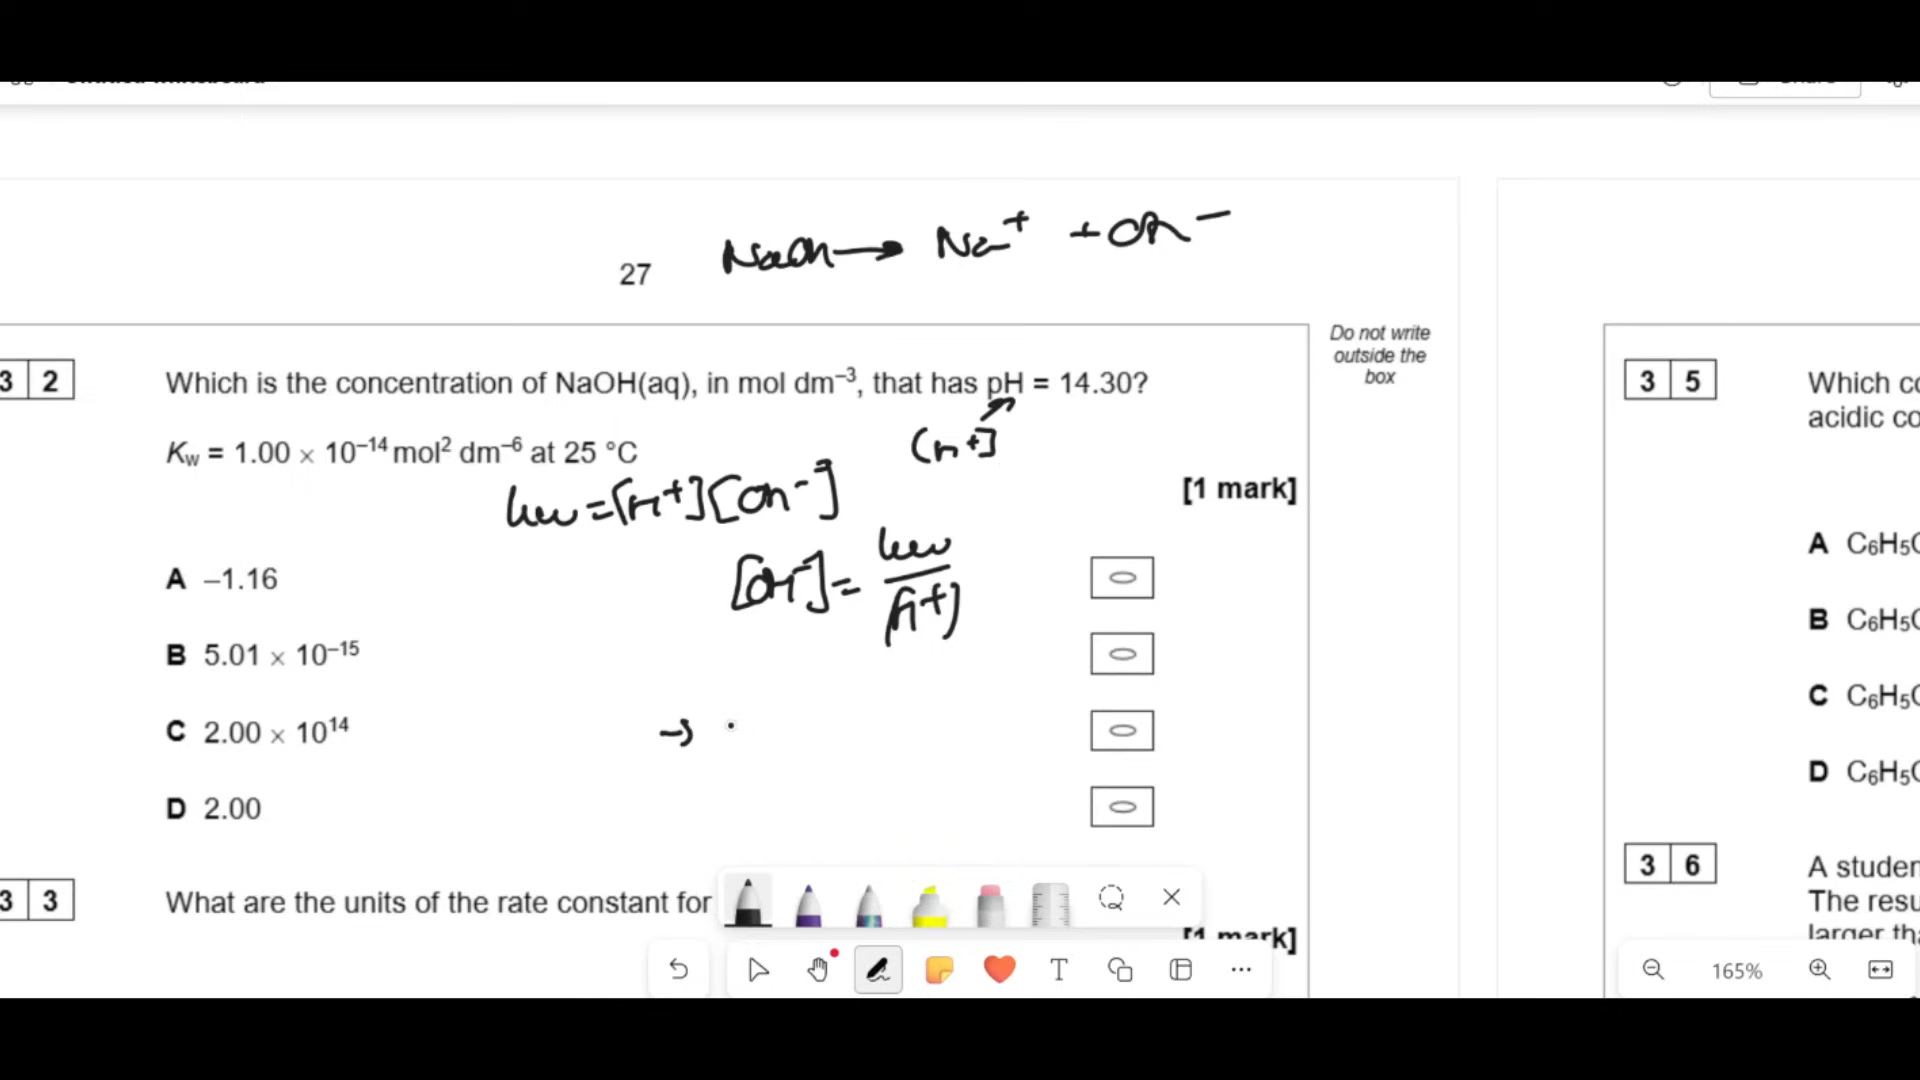 27
NaOH → Na⁺ + OH⁻
Do not write
outside the
box
3 2 Which is the concentration of NaOH(aq), in mol dm⁻³, that has pH = 14.30?
[H⁺]
Kw = 1.00 × 10⁻¹⁴ mol² dm⁻⁶ at 25 °C
[1 mark]
Kw = [H⁺][OH⁻]
[OH⁻] = Kw / [H⁺]
A –1.16
B 5.01 × 10⁻¹⁵
C 2.00 × 10¹⁴
→
D 2.00
3 3 What are the units of the rate constant for
[1 mark]
3 5 Which
acidic
A C₆H₅
B C₆H₅
C C₆H₅
D C₆H₅
3 6 A
The
larger
T
165%